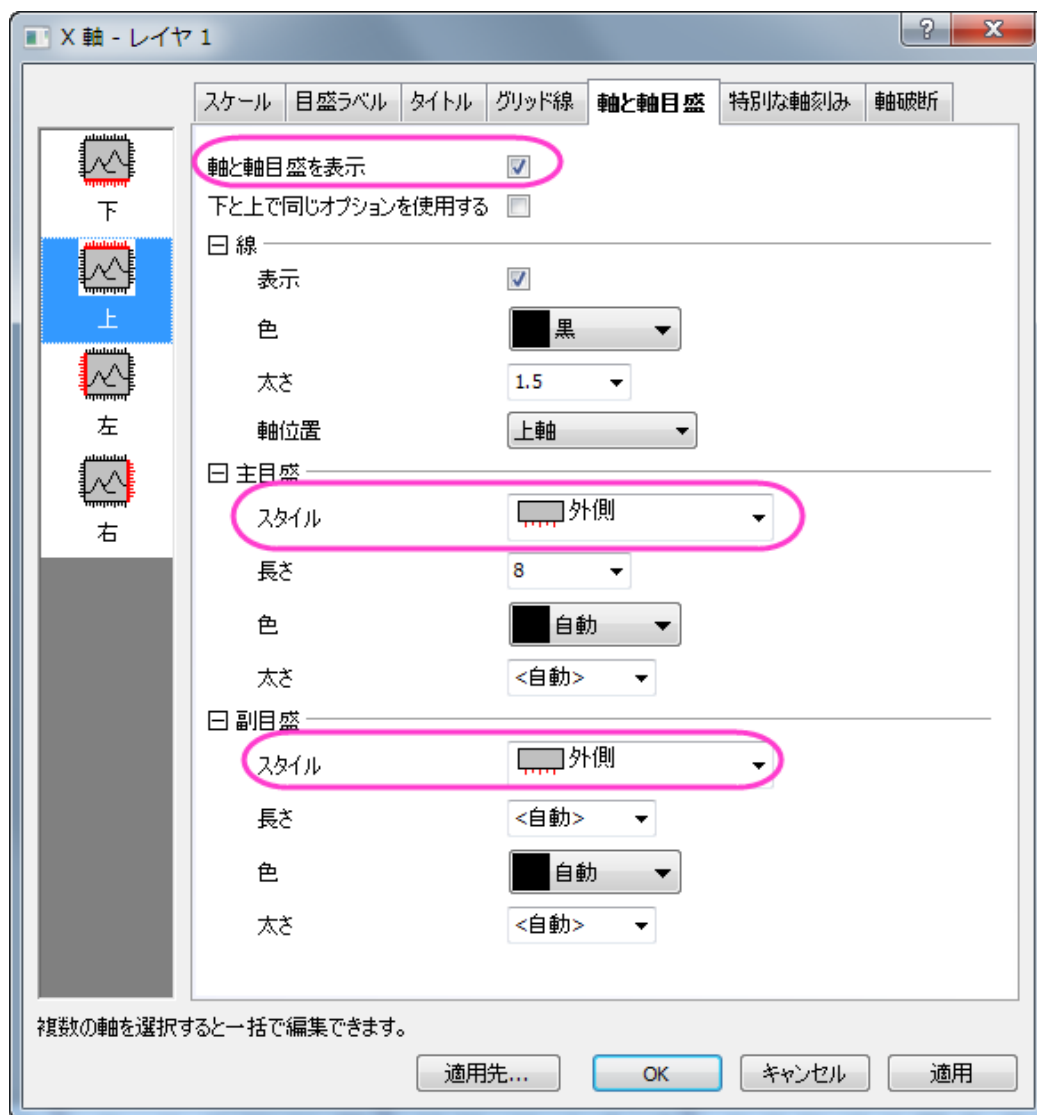 X 軸 - レイヤ 1
スケール 目盛ラベル タイトル グリッド線 軸と軸目盛 特別な軸刻み 軸破断
下
上
左
右
軸と軸目盛を表示
下と上で同じオプションを使用する
線
表示
色 黒
太さ 1.5
軸位置 上軸
主目盛
スタイル 外側
長さ 8
色 自動
太さ <自動>
副目盛
スタイル 外側
長さ <自動>
色 自動
太さ <自動>
複数の軸を選択すると一括で編集できます。
適用先... OK キャンセル 適用